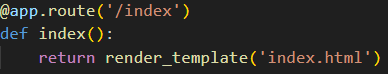 @app.route('/index')
def index():
    return render_template('index.html')